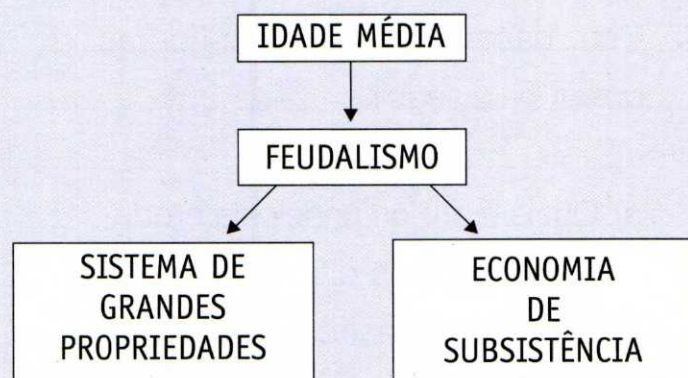 IDADE MÉDIA
FEUDALISMO
SISTEMA DE
GRANDES
PROPRIEDADES
ECONOMIA
DE
SUBSISTÊNCIA